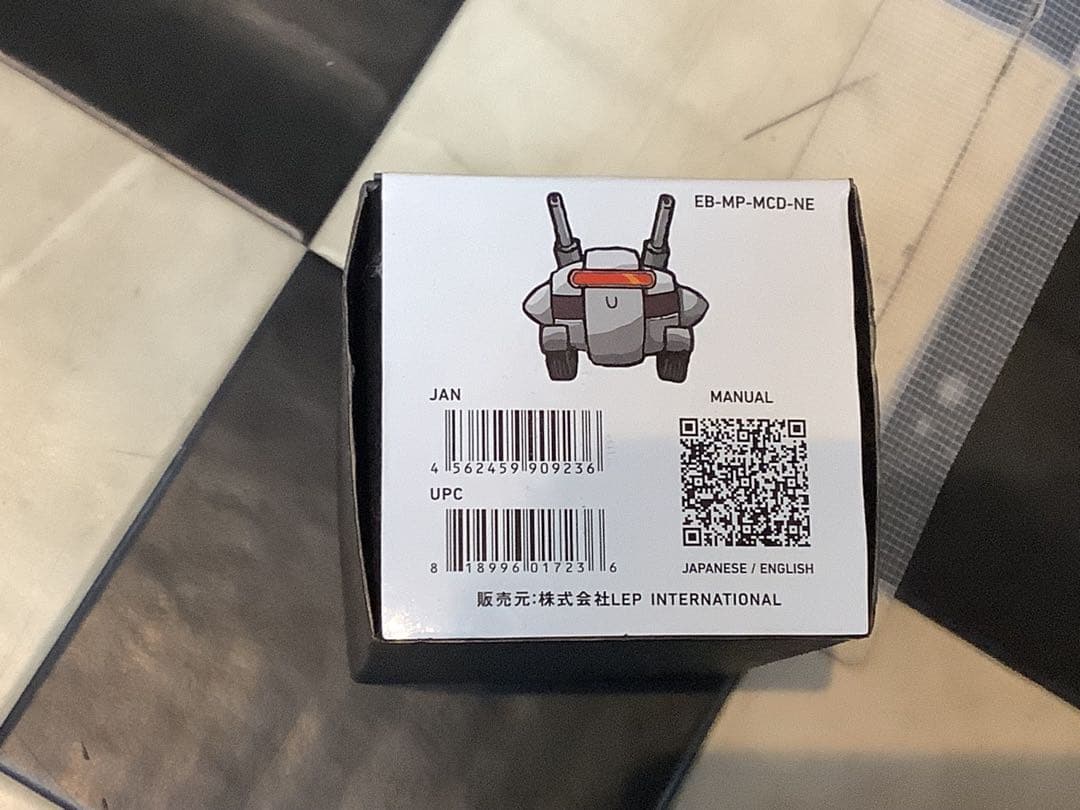 EB-MP-MCD-NE
JAN
4 562459 909236
MANUAL
UPC
8 18996 01723 6
JAPANESE / ENGLISH
販売元:株式会社LEP INTERNATIONAL